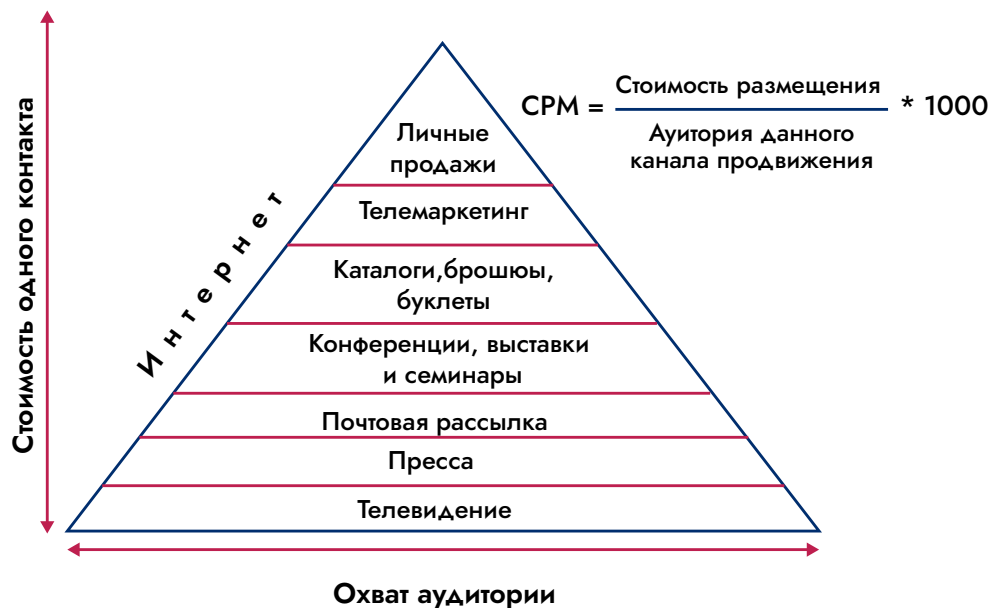 Стоимость размещения
CPM = * 1000
Ауитория данного
канала продвижения
Стоимость одного контакта
Интернет
Личные
продажи
Телемаркетинг
Каталоги,брошюы,
буклеты
Конференции, выставки
и семинары
Почтовая рассылка
Пресса
Телевидение
Охват аудитории